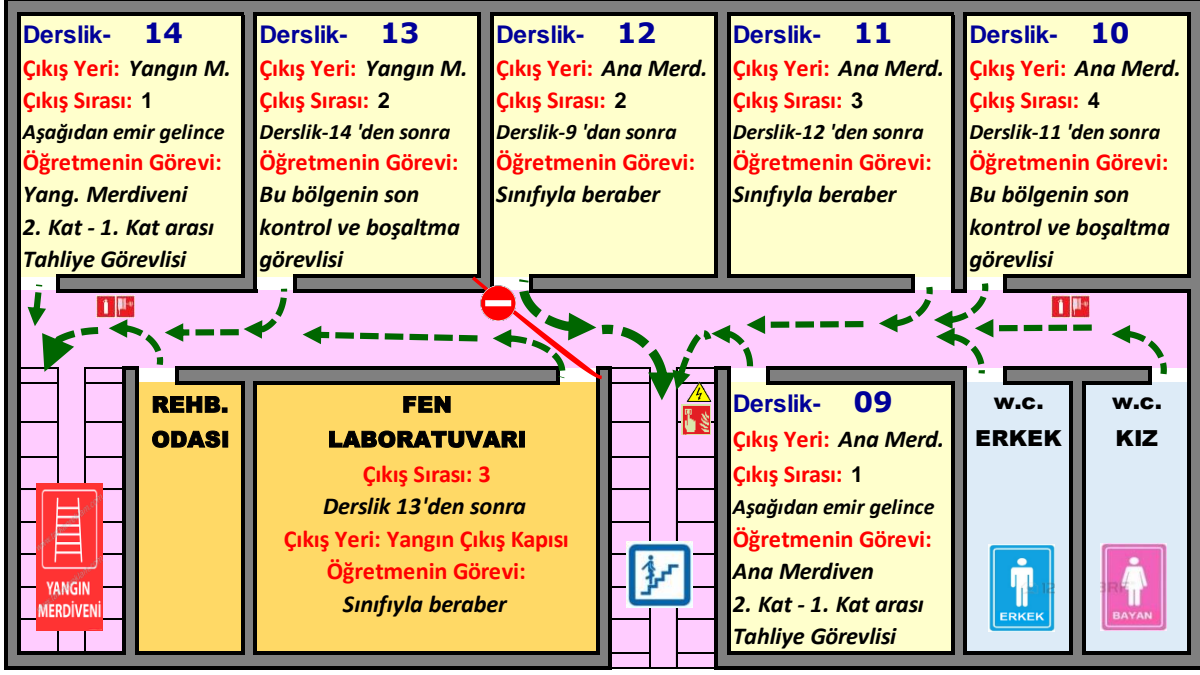 Derslik- 14
Çıkış Yeri: Yangın M.
Çıkış Sırası: 1
Aşağıdan emir gelince
Öğretmenin Görevi:
Yang. Merdiveni
2. Kat - 1. Kat arası
Tahliye Görevlisi
Derslik- 13
Çıkış Yeri: Yangın M.
Çıkış Sırası: 2
Derslik-14 'den sonra
Öğretmenin Görevi:
Bu bölgenin son
kontrol ve boşaltma
görevlisi
Derslik- 12
Çıkış Yeri: Ana Merd.
Çıkış Sırası: 2
Derslik-9 'dan sonra
Öğretmenin Görevi:
Sınıfıyla beraber
Derslik- 11
Çıkış Yeri: Ana Merd.
Çıkış Sırası: 3
Derslik-12 'den sonra
Öğretmenin Görevi:
Sınıfıyla beraber
Derslik- 10
Çıkış Yeri: Ana Merd.
Çıkış Sırası: 4
Derslik-11 'den sonra
Öğretmenin Görevi:
Bu bölgenin son
kontrol ve boşaltma
görevlisi
YANGIN
MERDİVENİ
REHB.
ODASI
FEN
LABORATUVARI
Çıkış Sırası: 3
Derslik 13'den sonra
Çıkış Yeri: Yangın Çıkış Kapısı
Öğretmenin Görevi:
Sınıfıyla beraber
Derslik- 09
Çıkış Yeri: Ana Merd.
Çıkış Sırası: 1
Aşağıdan emir gelince
Öğretmenin Görevi:
Ana Merdiven
2. Kat - 1. Kat arası
Tahliye Görevlisi
w.c.
ERKEK
ERKEK
w.c.
KIZ
BAYAN